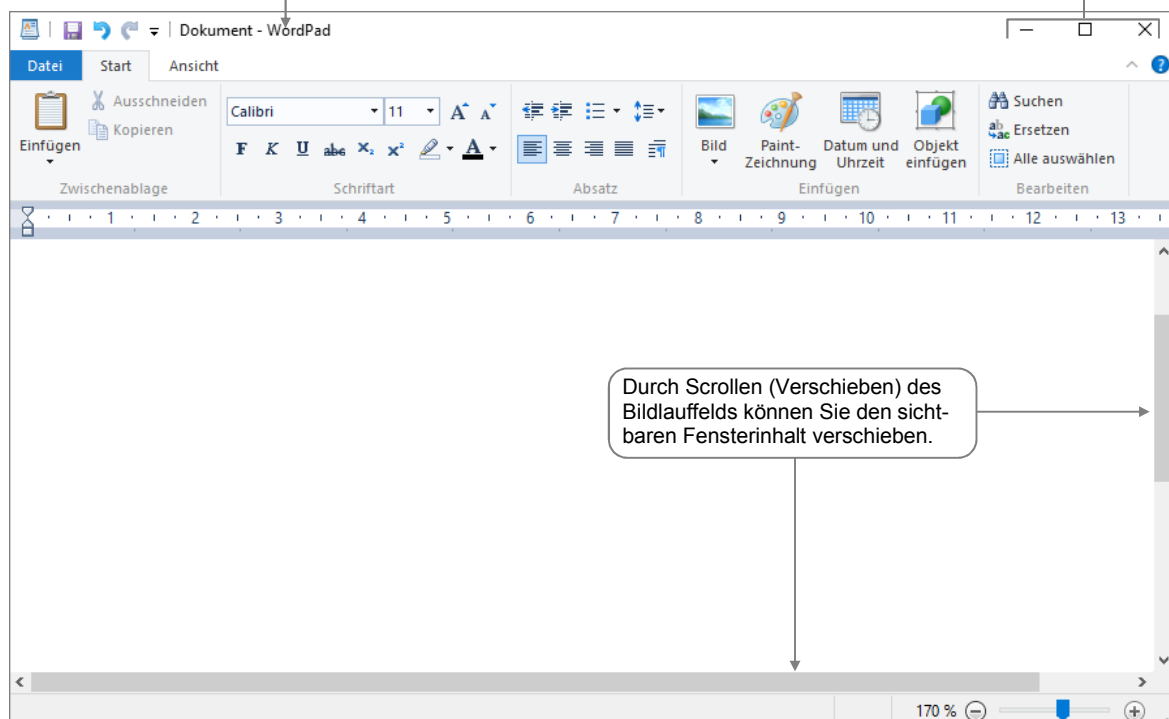 Dokument - WordPad
Datei Start Ansicht
Einfügen
Ausschneiden
Kopieren
Zwischenablage
Calibri 11 A A
F K U abc X₂ X² A
Schriftart
Absatz
Bild
Paint-
Zeichnung
Datum und
Uhrzeit
Objekt
einfügen
Einfügen
Suchen
Ersetzen
Alle auswählen
Bearbeiten
1 2 3 4 5 6 7 8 9 10 11 12 13
Durch Scrollen (Verschieben) des
Bildlauffelds können Sie den sicht-
baren Fensterinhalt verschieben.
170 %